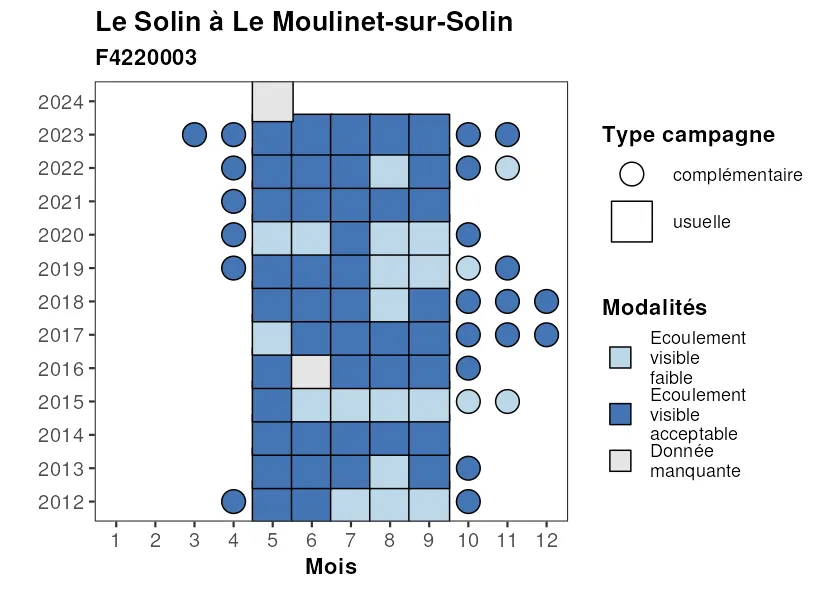 Le Solin à Le Moulinet-sur-Solin
F4220003
2024
2023
2022
2021
2020
2019
2018
2017
2016
2015
2014
2013
2012
1 2 3 4 5 6 7 8 9 10 11 12
Mois
Type campagne
complémentaire
usuelle
Modalités
Ecoulement
visible
faible
Ecoulement
visible
acceptable
Donnée
manquante